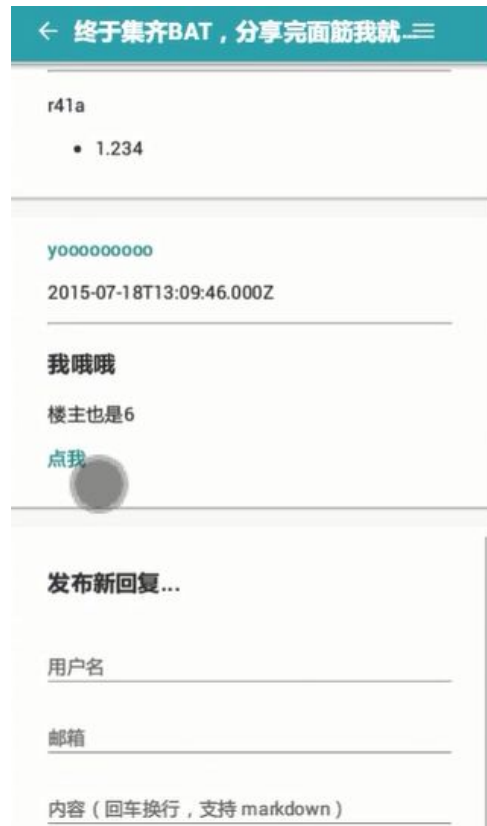 终于集齐BAT，分享完面筋我就...
r41a
• 1.234
yooooooooo
2015-07-18T13:09:46.000Z
我哦哦
楼主也是6
点我
发布新回复...
用户名
邮箱
内容（回车换行，支持 markdown）